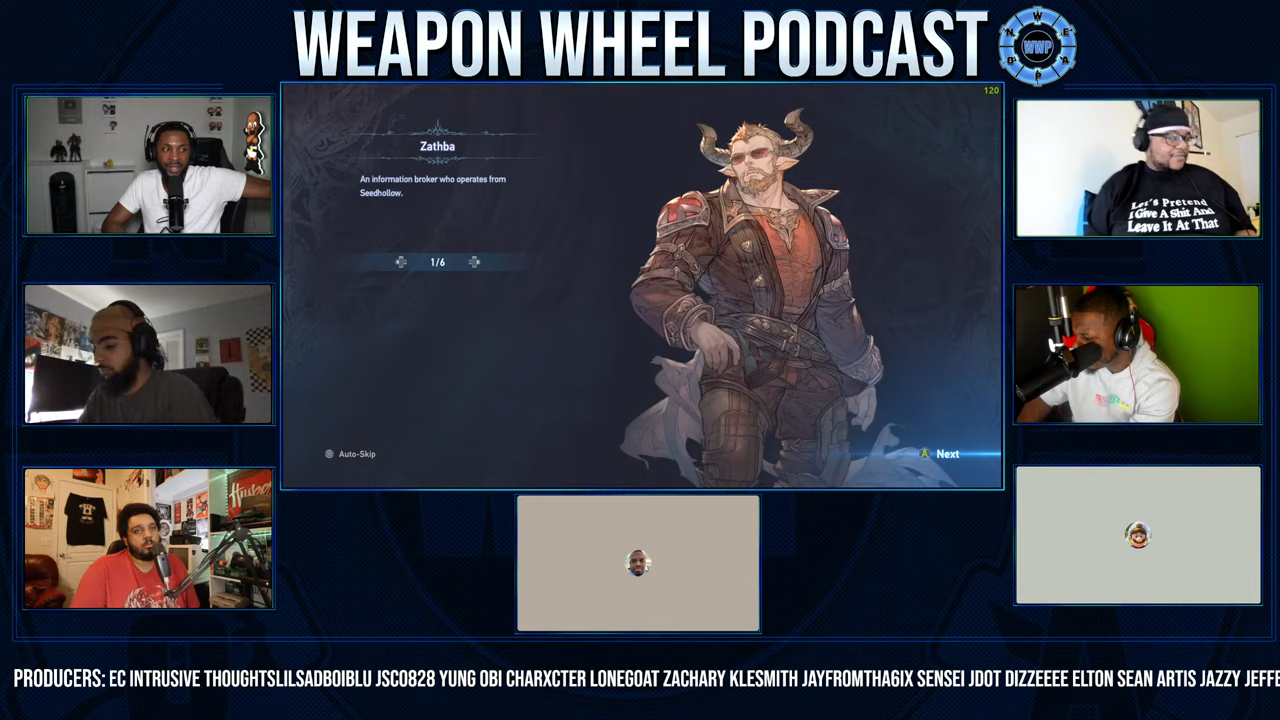 WEAPON WHEEL PODCAST
WWP
120
Zathba
An information broker who operates from
Seedhollow.
1/6
Auto-Skip
A Next
Let's Pretend
I Give A Shit And
Leave It At That
PRODUCERS: EC INTRUSIVE THOUGHTSLILSADBOIBLU JSC0828 YUNG OBI CHARXCTER LONEGOAT ZACHARY KLESMITH JAYFROMTHA6IX SENSEI JDOT DIZZEEEE ELTON SEAN ARTIS JAZZY JEFFE